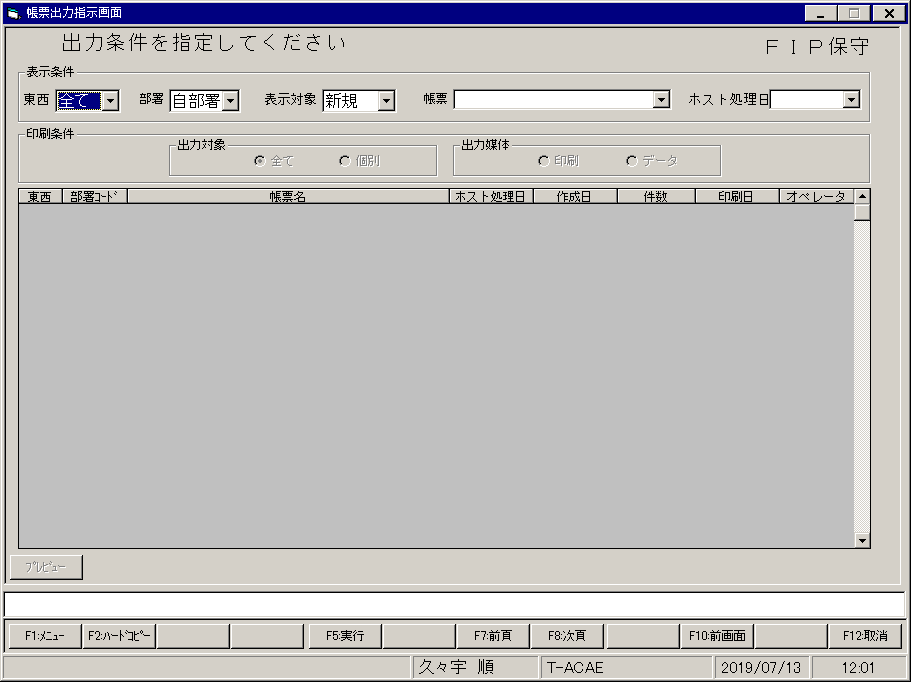 帳票出力指示画面
出力条件を指定してください
ＦＩＰ保守
表示条件
東西 全て 部署 自部署 表示対象 新規 帳票 ホスト処理日
印刷条件
出力対象 出力媒体
全て 個別 印刷 データ
東西 部署ｺｰﾄﾞ 帳票名 ホスト処理日 作成日 件数 印刷日 オペレータ
ﾌﾟﾚﾋﾞｭｰ
F1:ﾒﾆｭｰ F2:ﾊｰﾄﾞｺﾋﾟｰ F5:実行 F7:前頁 F8:次頁 F10:前画面 F12:取消
久々宇 順 T-ACAE 2019/07/13 12:01